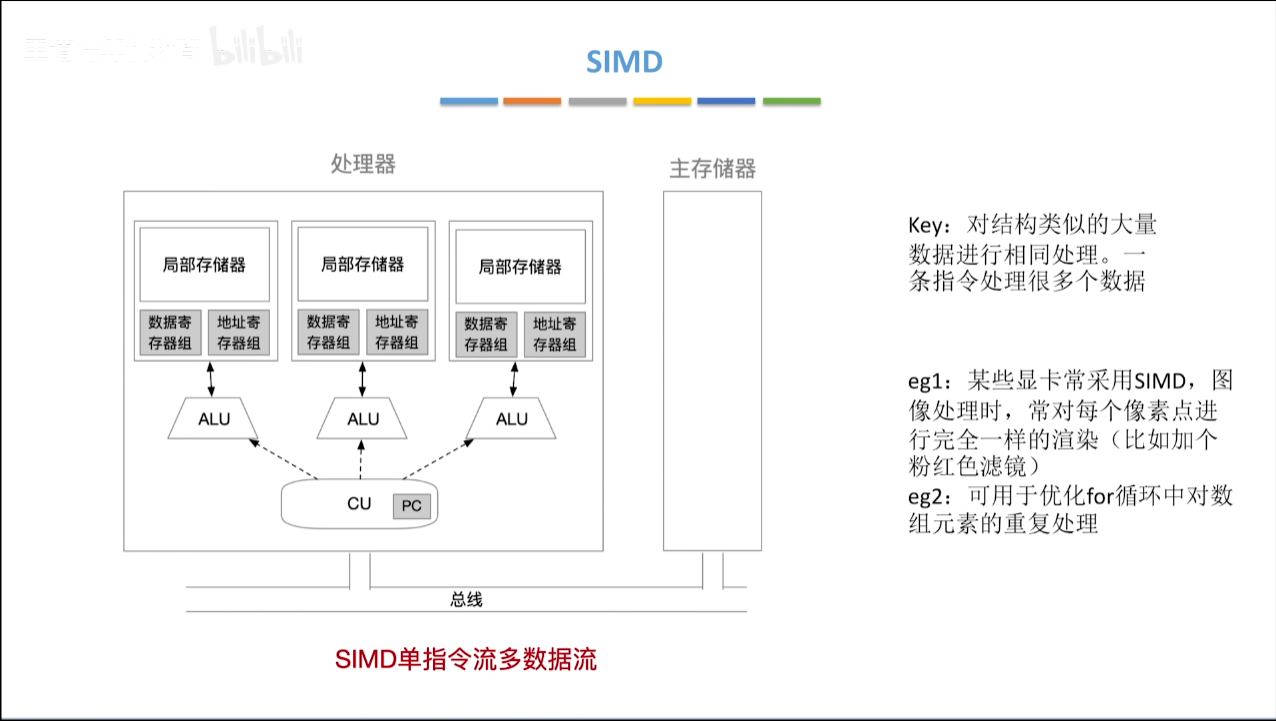 bilibili
SIMD
处理器
主存储器
局部存储器
局部存储器
局部存储器
数据寄
存器组
地址寄
存器组
数据寄
存器组
地址寄
存器组
数据寄
存器组
地址寄
存器组
ALU
ALU
ALU
CU
PC
总线
SIMD单指令流多数据流
Key：对结构类似的大量
数据进行相同处理。一
条指令处理很多个数据
eg1：某些显卡常采用SIMD，图
像处理时，常对每个像素点进
行完全一样的渲染（比如加个
粉红色滤镜）
eg2：可用于优化for循环中对数
组元素的重复处理